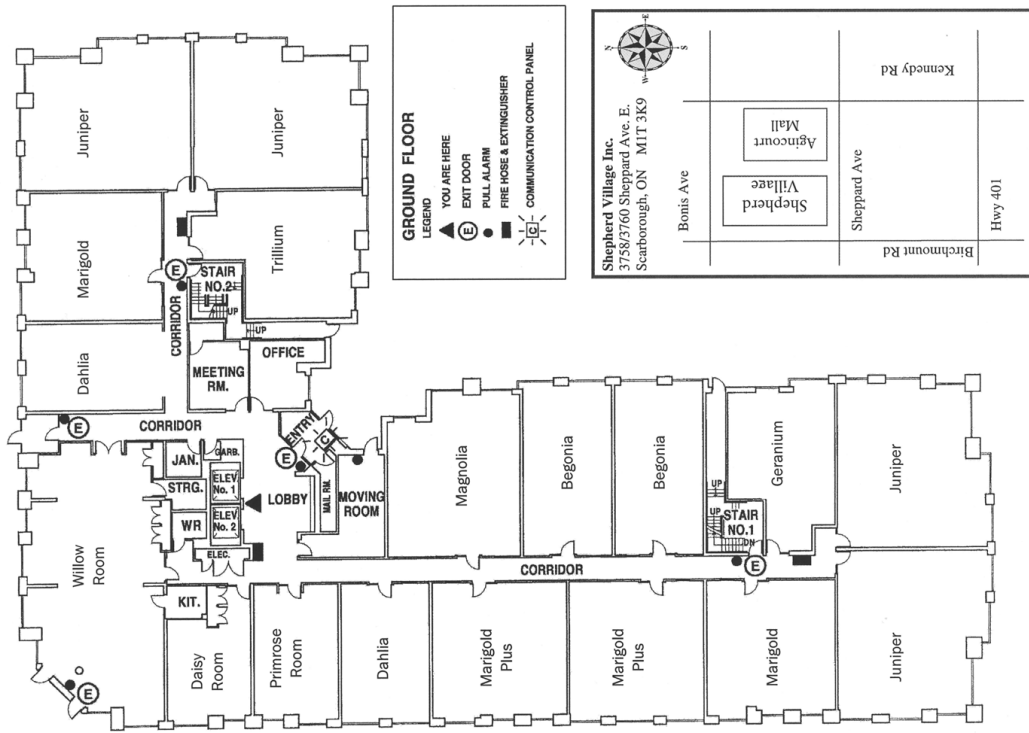 Juniper
Juniper
Marigold
Trillium
Dahlia
CORRIDOR
E
STAIR
NO.2
UP
UP
MEETING
RM.
OFFICE
CORRIDOR
E
ENTRY
C
E
JAN.
GARB.
STRG.
ELEV
No. 1
ELEV
No. 2
WR
ELEC.
LOBBY
MAIL RM.
MOVING
ROOM
Willow
Room
KIT.
E
Daisy
Room
Primrose
Room
Dahlia
Marigold
Plus
Marigold
Plus
Marigold
Juniper
CORRIDOR
Magnolia
Begonia
Begonia
UP
UP
STAIR
NO.1
DN
E
Geranium
Juniper
GROUND FLOOR
LEGEND
YOU ARE HERE
E EXIT DOOR
PULL ALARM
FIRE HOSE & EXTINGUISHER
C COMMUNICATION CONTROL PANEL
Shepherd Village Inc.
3758/3760 Sheppard Ave. E.
Scarborough, ON M1T 3K9
N
E
S
W
Bonis Ave
Kennedy Rd
Agincourt
Mall
Shepherd
Village
Sheppard Ave
Birchmount Rd
Hwy 401